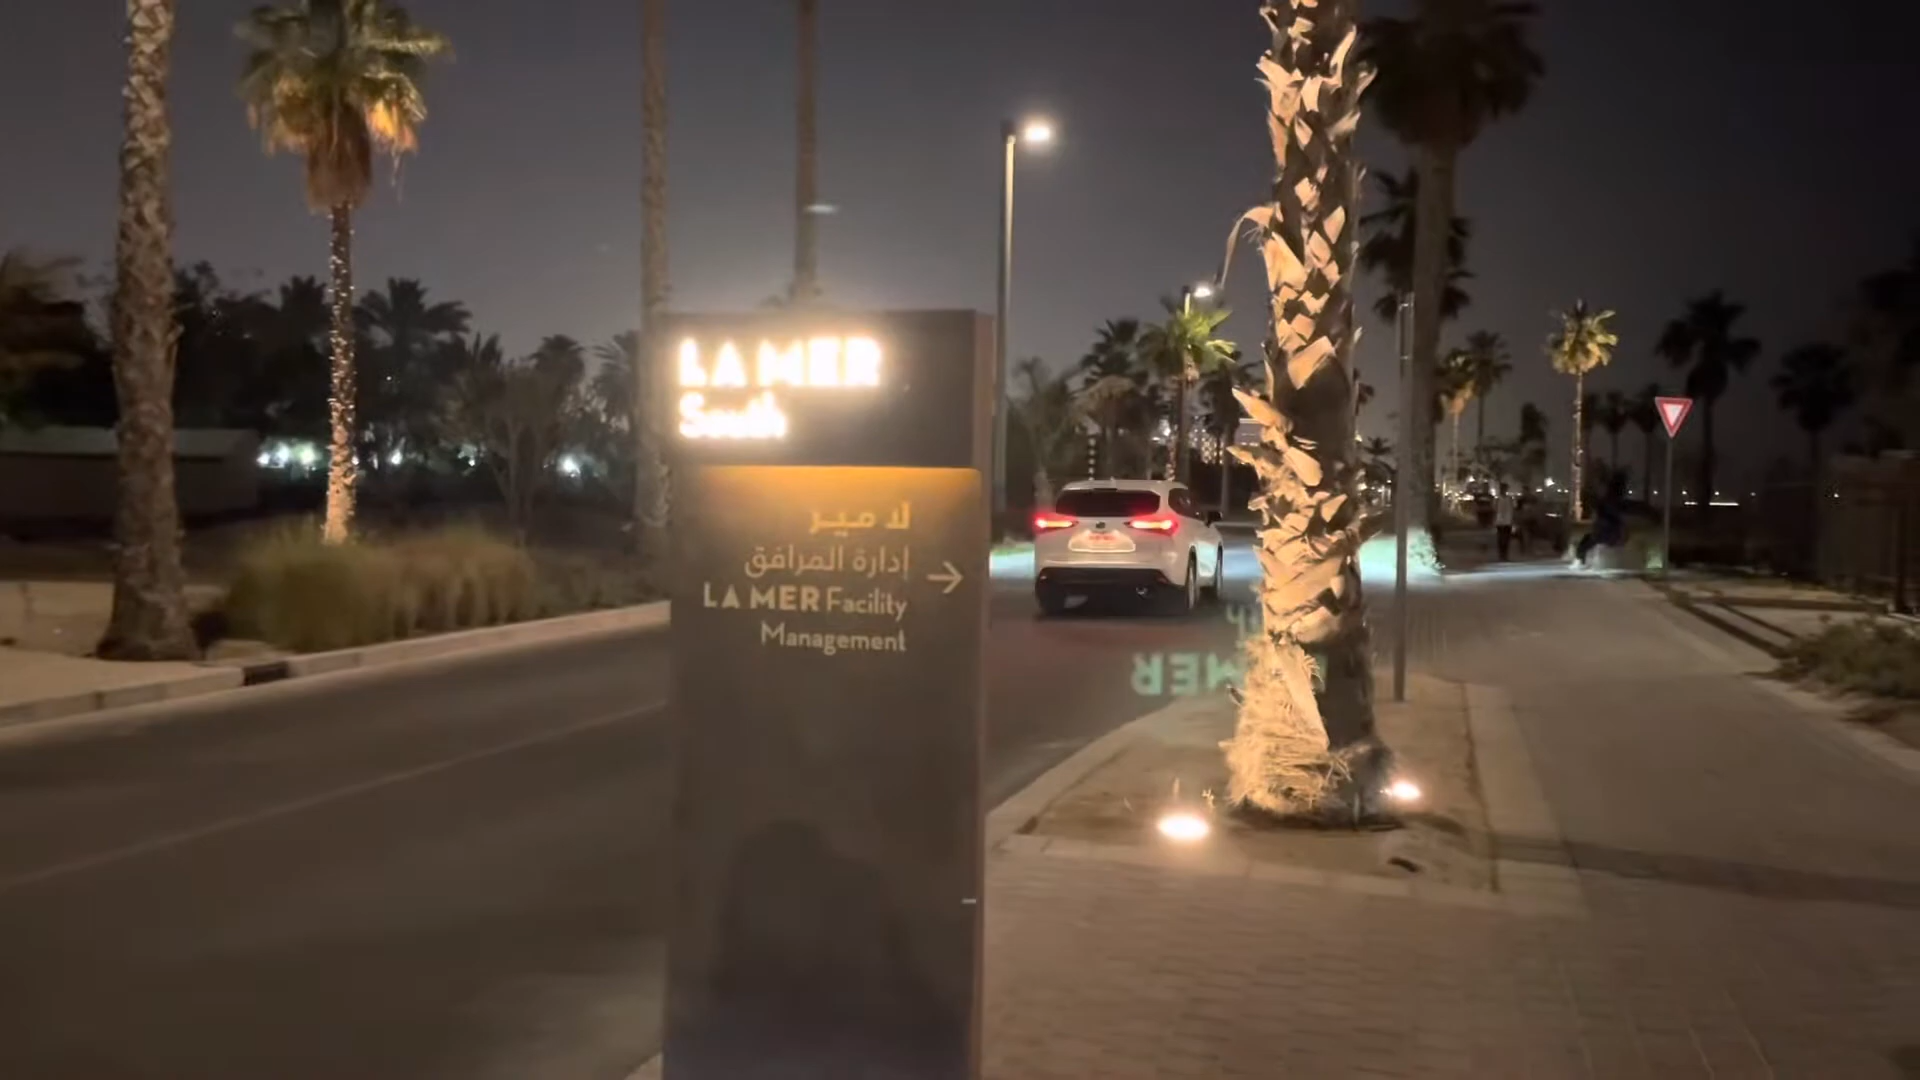 LA MER
South
لا مير
إدارة المرافق
LA MER Facility
Management